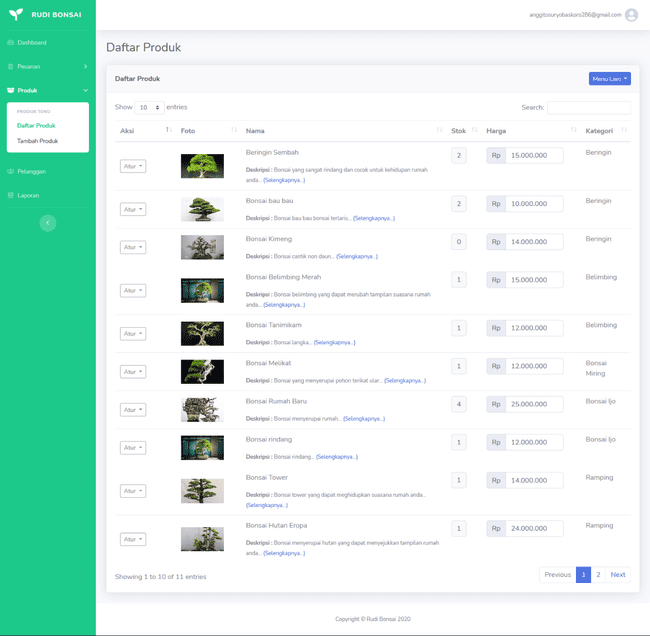 RUDI BONSAI
anggitosuryobaskoro286@gmail.com
Dashboard
Pesanan
Produk
PRODUK TOKO
Daftar Produk
Tambah Produk
Pelanggan
Laporan
Daftar Produk
Daftar Produk
Menu Lain
Show 10 entries
Search:
Aksi Foto Nama Stok Harga Kategori
Atur Beringin Sembah 2 Rp 15.000.000 Beringin
Deskripsi : Bonsai yang sangat rindang dan cocok untuk kehidupan rumah
anda... (Selengkapnya...)
Atur Bonsai bau bau 2 Rp 10.000.000 Beringin
Deskripsi : Bonsai bau bau bonsai terlaris... (Selengkapnya...)
Atur Bonsai Kimeng 0 Rp 14.000.000 Beringin
Deskripsi : Bonsai cantik non daun... (Selengkapnya...)
Atur Bonsai Belimbing Merah 1 Rp 15.000.000 Belimbing
Deskripsi : Bonsai belimbing yang dapat merubah tampilan suasana rumah
anda... (Selengkapnya...)
Atur Bonsai Tanimikam 1 Rp 12.000.000 Belimbing
Deskripsi : Bonsai langka... (Selengkapnya...)
Atur Bonsai Melikat 1 Rp 12.000.000 Bonsai
Miring
Deskripsi : Bonsai yang menyerupai pohon terikat ular... (Selengkapnya...)
Atur Bonsai Rumah Baru 4 Rp 25.000.000 Bonsai Ijo
Deskripsi : Bonsai menyerupai rumah... (Selengkapnya...)
Atur Bonsai rindang 1 Rp 12.000.000 Bonsai Ijo
Deskripsi : Bonsai rindang... (Selengkapnya...)
Atur Bonsai Tower 1 Rp 14.000.000 Ramping
Deskripsi : Bonsai tower yang dapat meghidupkan suasana rumah anda...
(Selengkapnya...)
Atur Bonsai Hutan Eropa 1 Rp 24.000.000 Ramping
Deskripsi : Bonsai menyerupai hutan yang dapat menyejukkan tampilan rumah
anda... (Selengkapnya...)
Showing 1 to 10 of 11 entries
Previous 1 2 Next
Copyright © Rudi Bonsai 2020